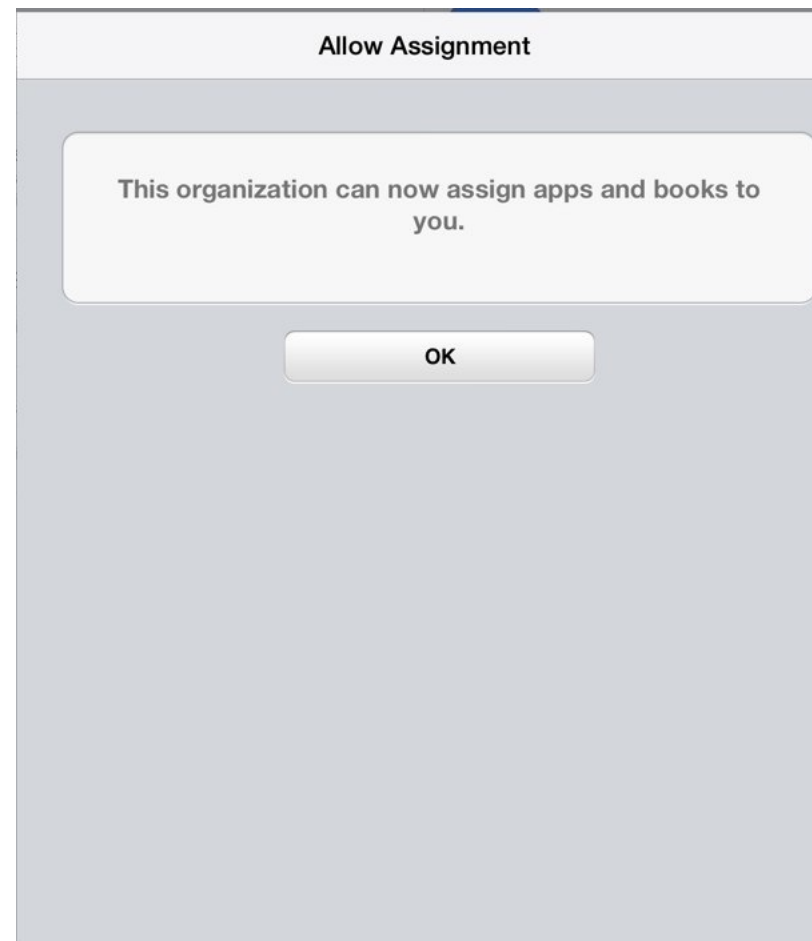 Allow Assignment
This organization can now assign apps and books to
you.
OK